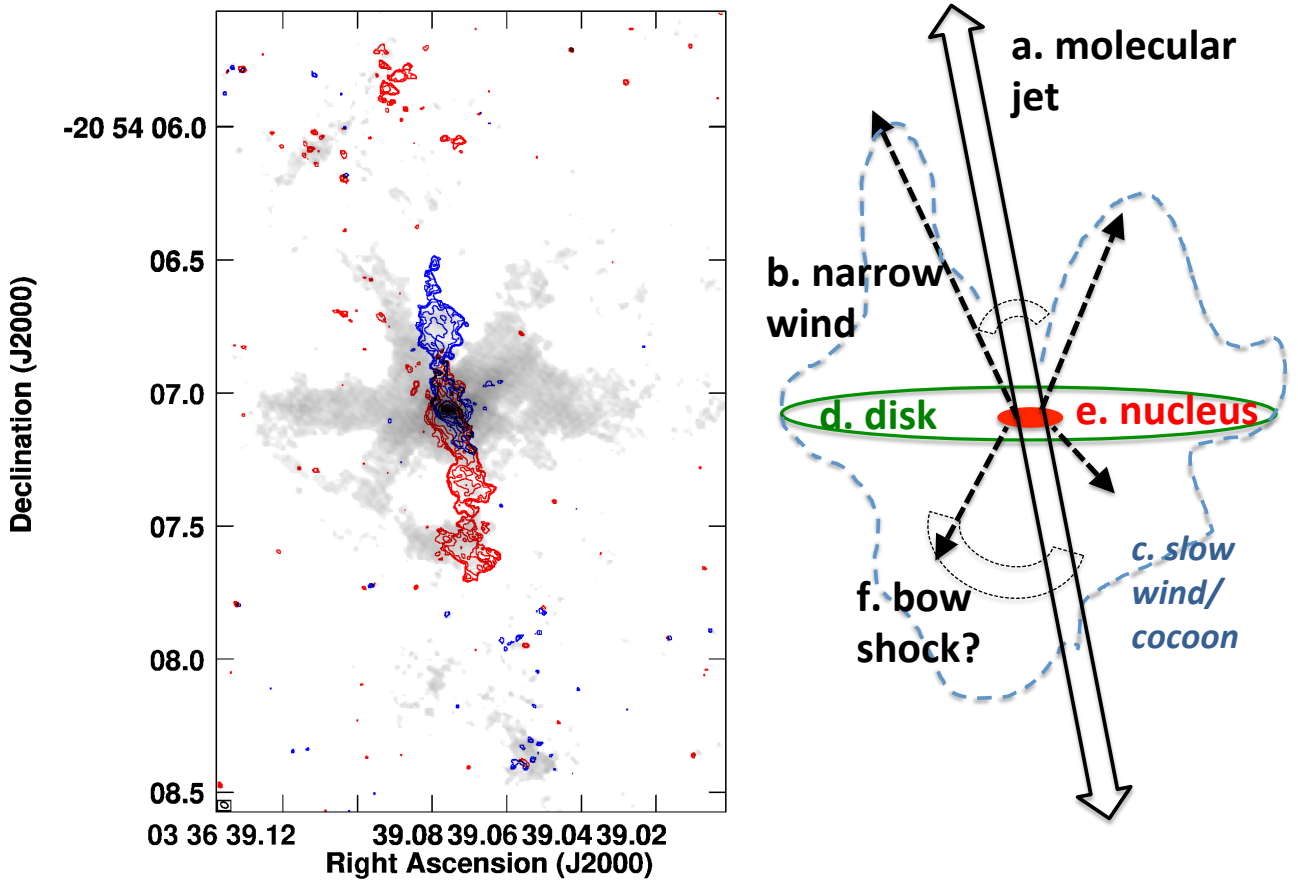 Declination (J2000)
-20 54 06.0
06.5
07.0
07.5
08.0
08.5
03 36 39.12
39.08
39.06
39.04
39.02
Right Ascension (J2000)
a. molecular
jet
b. narrow
wind
d. disk
e. nucleus
c. slow
wind/
cocoon
f. bow
shock?